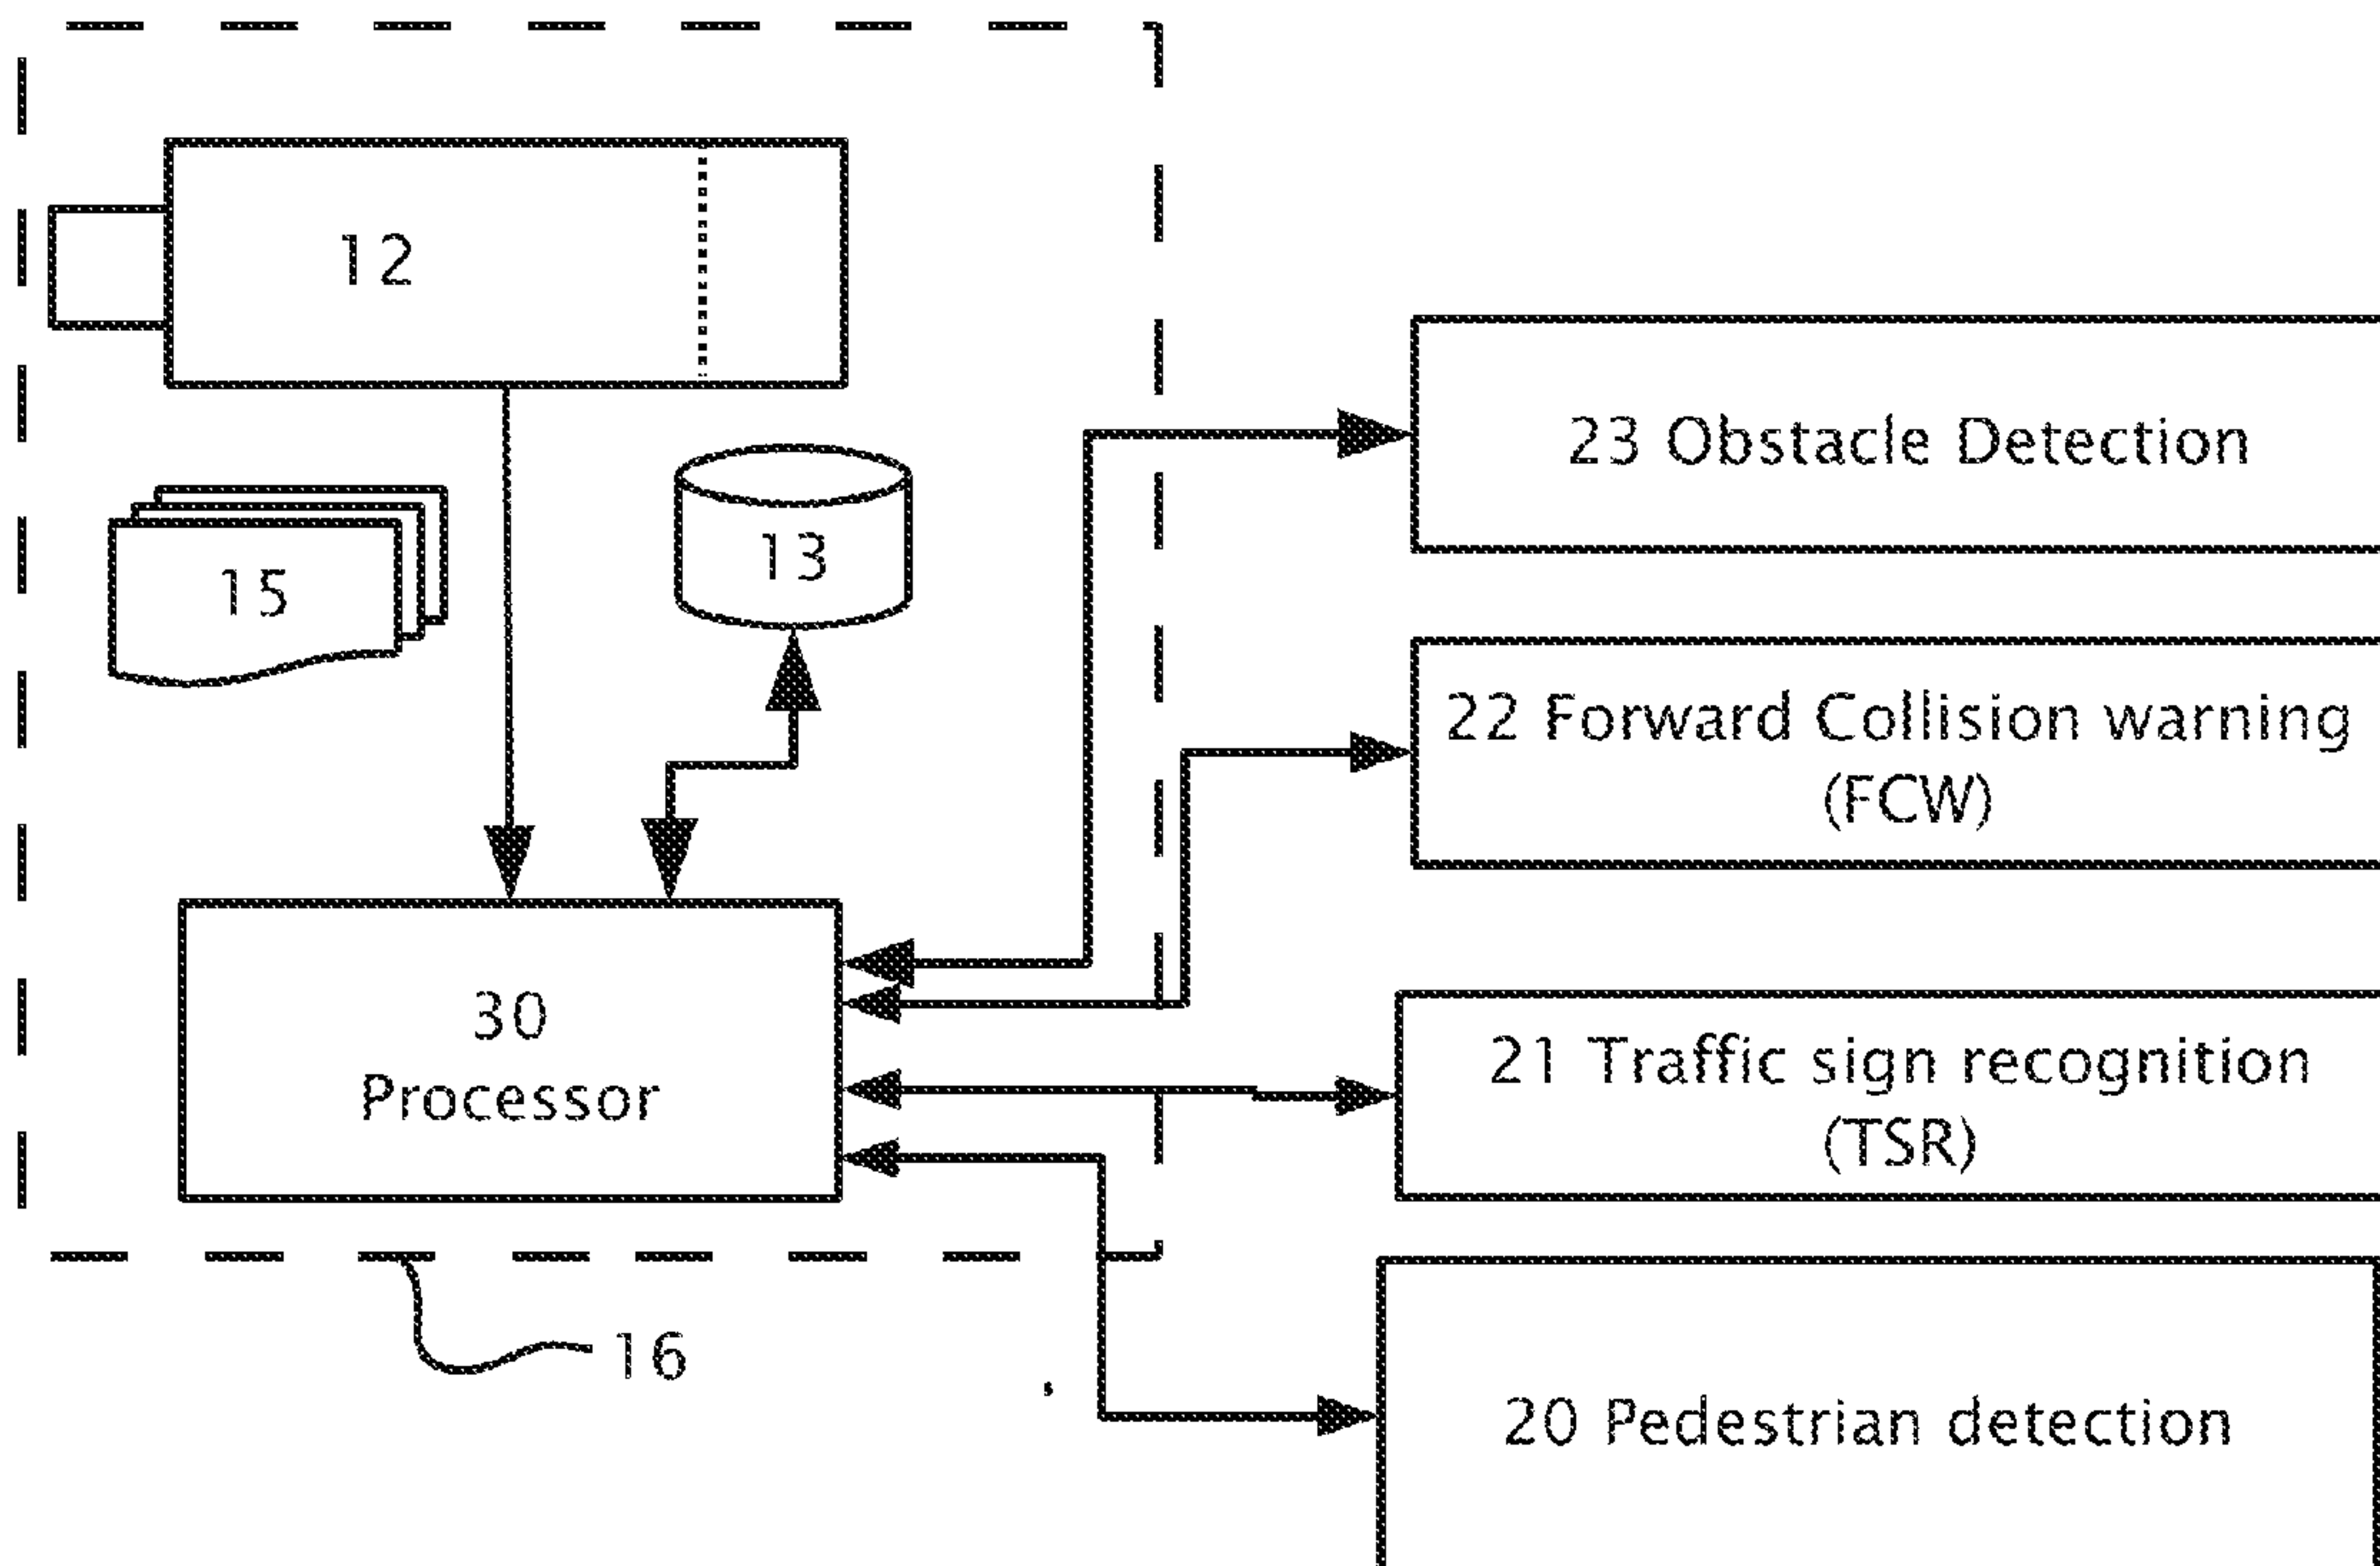 12
15
13
30
Processor
16
23 Obstacle Detection
22 Forward Collision warning
(FCW)
21 Traffic sign recognition
(TSR)
20 Pedestrian detection